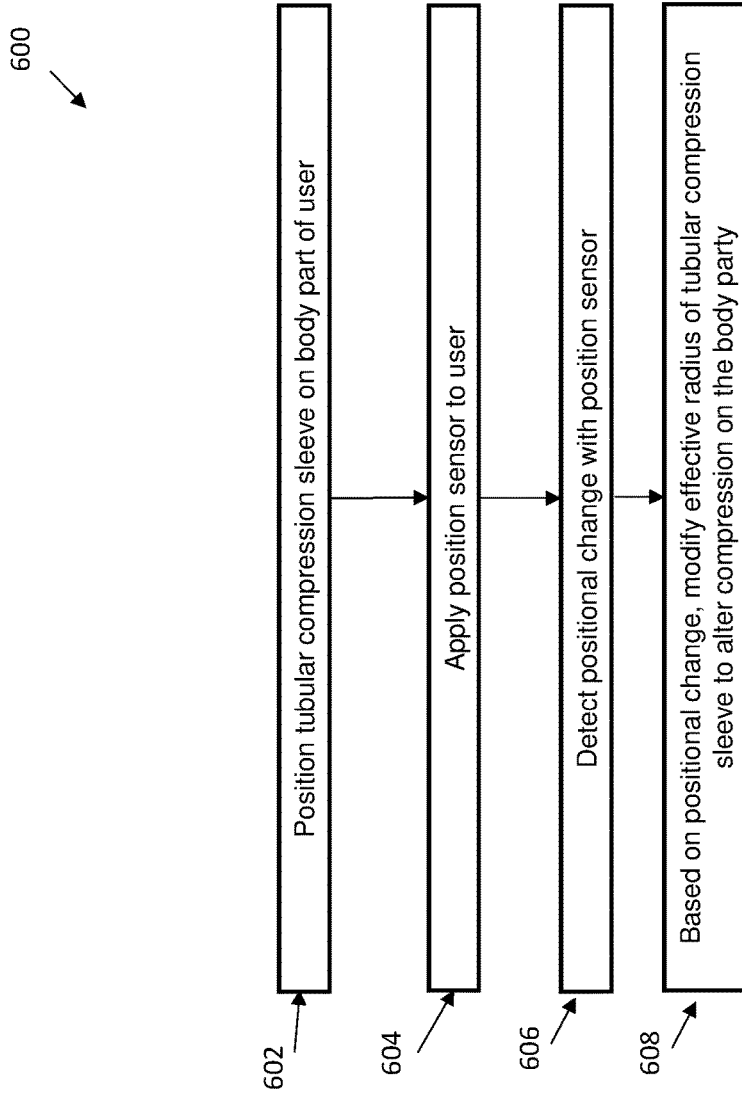 600
602
Position tubular compression sleeve on body part of user
604
Apply position sensor to user
606
Detect positional change with position sensor
608
Based on positional change, modify effective radius of tubular compression
sleeve to alter compression on the body party